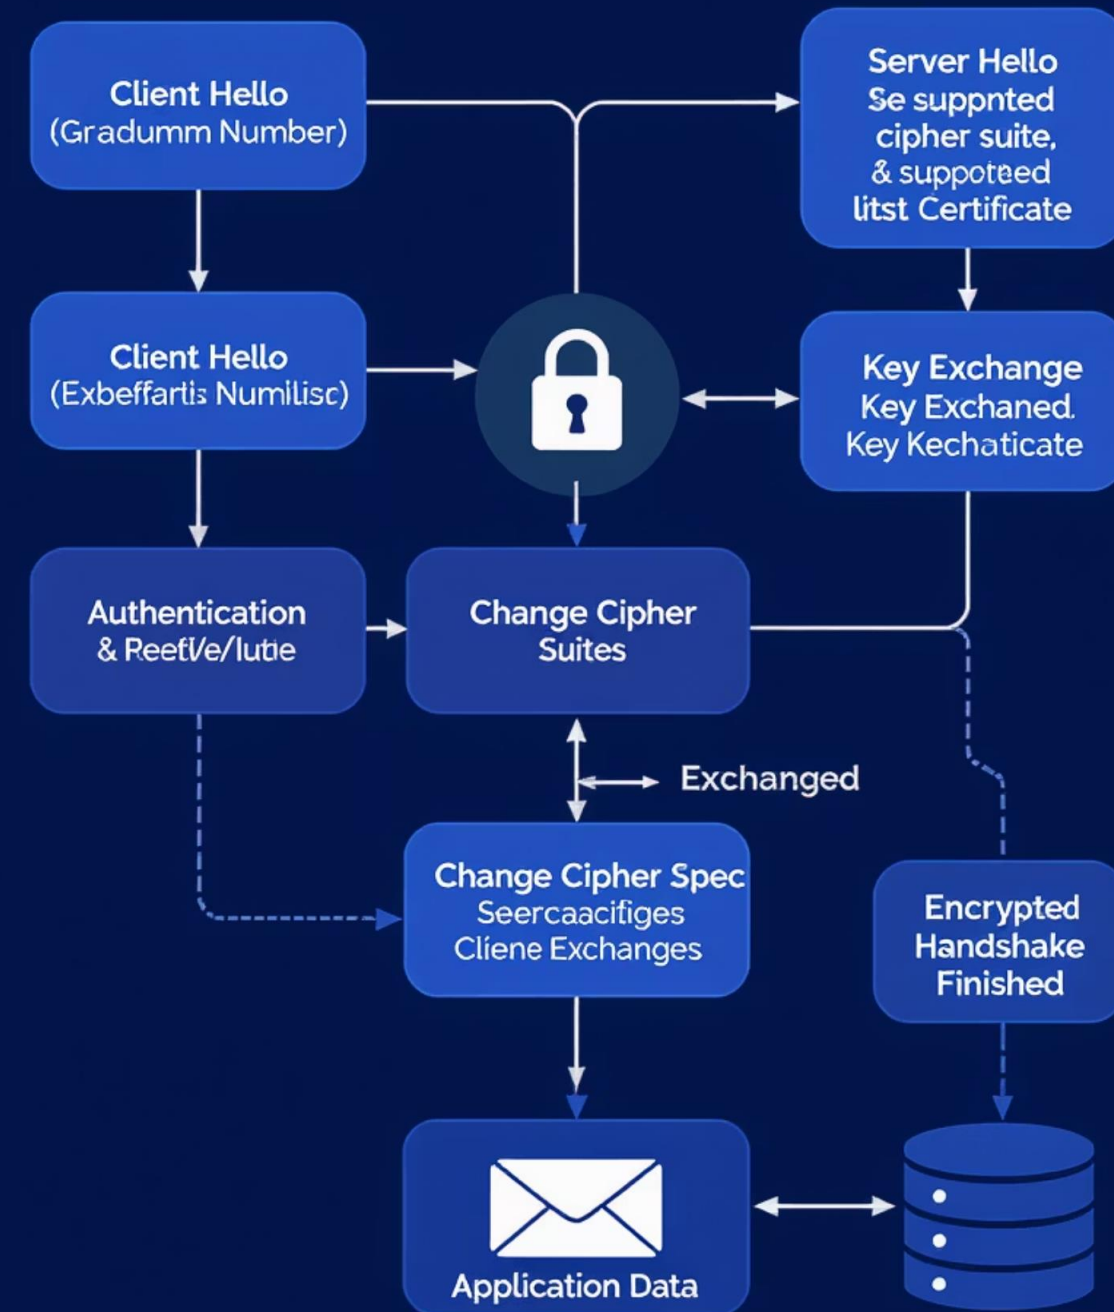 Client Hello
(Gradumm Number)
Server Hello
Se suppnted
cipher suite,
& suppoteed
litst Certificate
Client Hello
(Exbeffartis Numilisc)
Key Exchange
Key Exchaned.
Key Kechaticate
Authentication
& Reetl/e/lutie
Change Cipher
Suites
Exchanged
Change Cipher Spec
Seercaacifiges
Cliene Exchanges
Encrypted
Handshake
Finished
Application Data